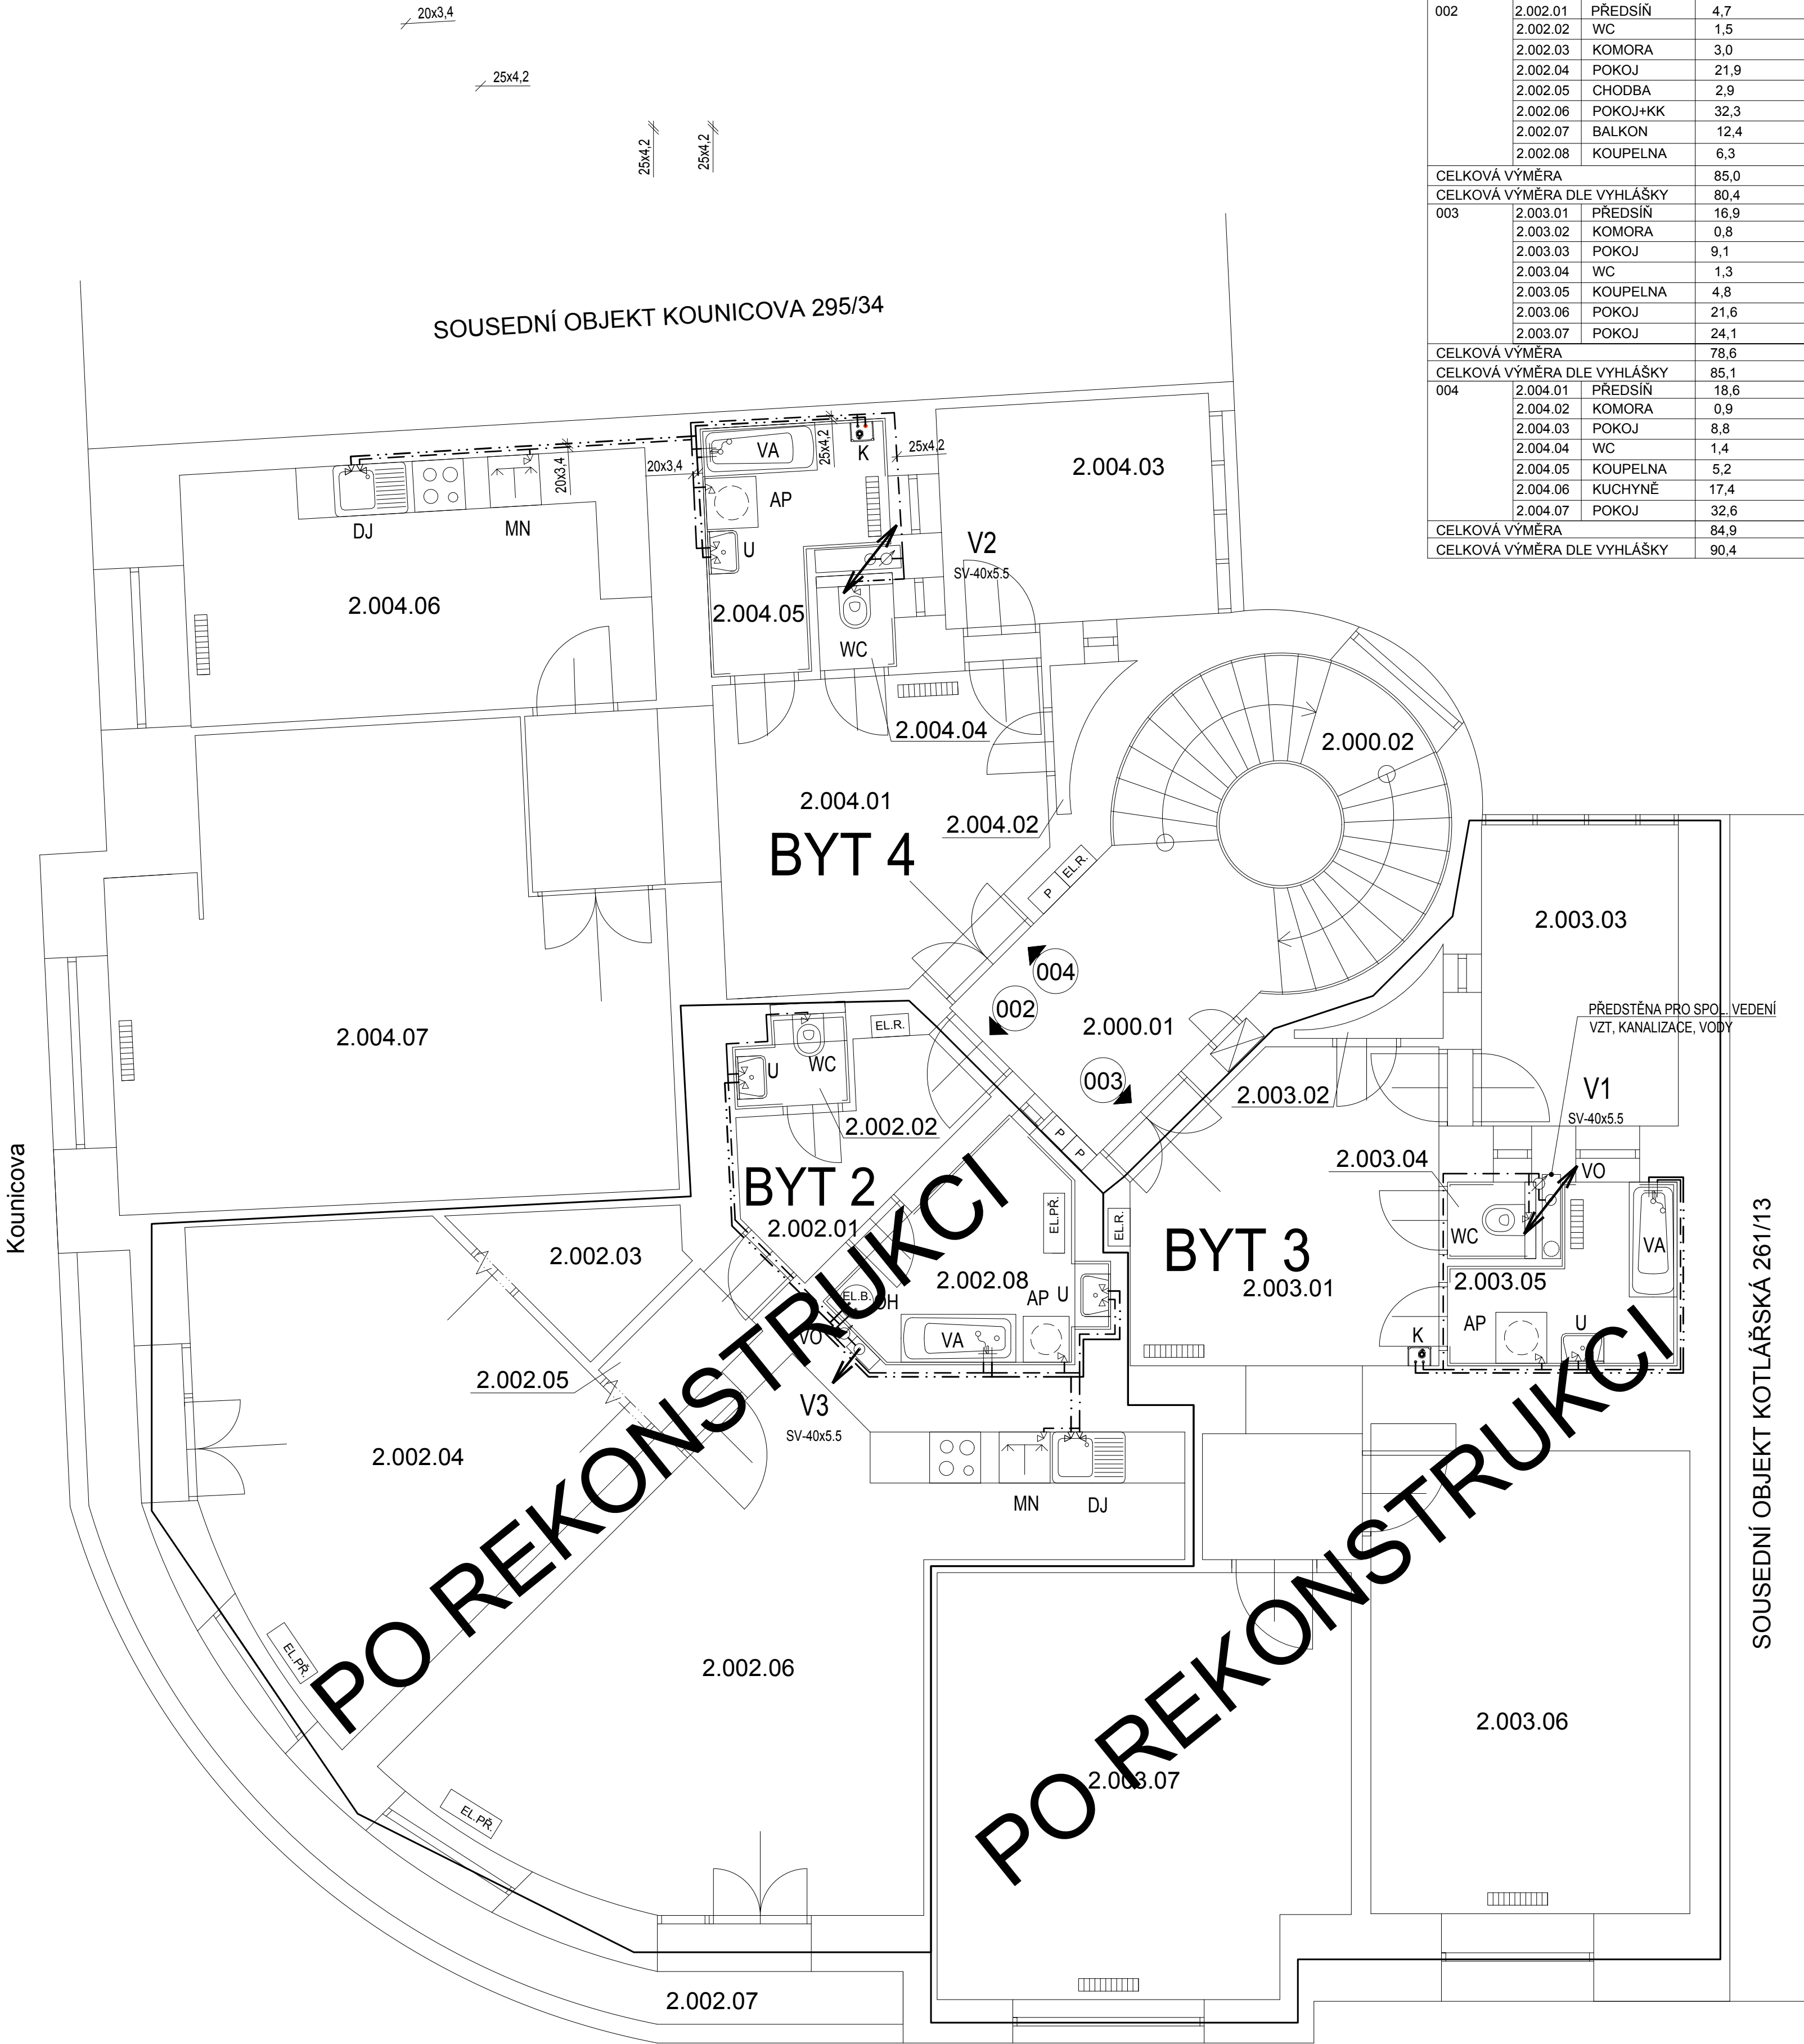 20x3,4
25x4,2
25x4,2
25x4,2
002 2.002.01 PŘEDSÍŇ 4,7
2.002.02 WC 1,5
2.002.03 KOMORA 3,0
2.002.04 POKOJ 21,9
2.002.05 CHODBA 2,9
2.002.06 POKOJ+KK 32,3
2.002.07 BALKON 12,4
2.002.08 KOUPELNA 6,3
CELKOVÁ VÝMĚRA 85,0
CELKOVÁ VÝMĚRA DLE VYHLÁŠKY 80,4
003 2.003.01 PŘEDSÍŇ 16,9
2.003.02 KOMORA 0,8
2.003.03 POKOJ 9,1
2.003.04 WC 1,3
2.003.05 KOUPELNA 4,8
2.003.06 POKOJ 21,6
2.003.07 POKOJ 24,1
CELKOVÁ VÝMĚRA 78,6
CELKOVÁ VÝMĚRA DLE VYHLÁŠKY 85,1
004 2.004.01 PŘEDSÍŇ 18,6
2.004.02 KOMORA 0,9
2.004.03 POKOJ 8,8
2.004.04 WC 1,4
2.004.05 KOUPELNA 5,2
2.004.06 KUCHYNĚ 17,4
2.004.07 POKOJ 32,6
CELKOVÁ VÝMĚRA 84,9
CELKOVÁ VÝMĚRA DLE VYHLÁŠKY 90,4
SOUSEDNÍ OBJEKT KOUNICOVA 295/34
VA
25x4,2
K
25x4,2
20x3,4
20x3,4
2.004.03
AP
DJ
MN
U
V2
SV-40x5.5
2.004.06
2.004.05
WC
2.004.04
2.000.02
2.004.01
2.004.02
BYT 4
P
EL.R.
2.003.03
004
002
2.004.07
EL.R.
2.000.01
PŘEDSTĚNA PRO SPOL. VEDENÍ
VZT, KANALIZACE, VODY
U
WC
003
2.003.02
V1
SV-40x5.5
2.002.02
P
P
2.003.04
VO
BYT 2
2.002.01
EL.PŘ.
EL.R.
Kounicova
WC
VA
BYT 3
2.003.01
2.002.03
2.002.08
AP
U
2.003.05
EL.B.
OH
VO
VA
K
AP
U
2.002.05
V3
SV-40x5.5
SOUSEDNÍ OBJEKT KOTLÁŘSKÁ 261/13
2.002.04
MN
DJ
PO REKONSTRUKCI
PO REKONSTRUKCI
EL.PŘ.
2.002.06
2.003.06
2.003.07
EL.PŘ.
2.002.07